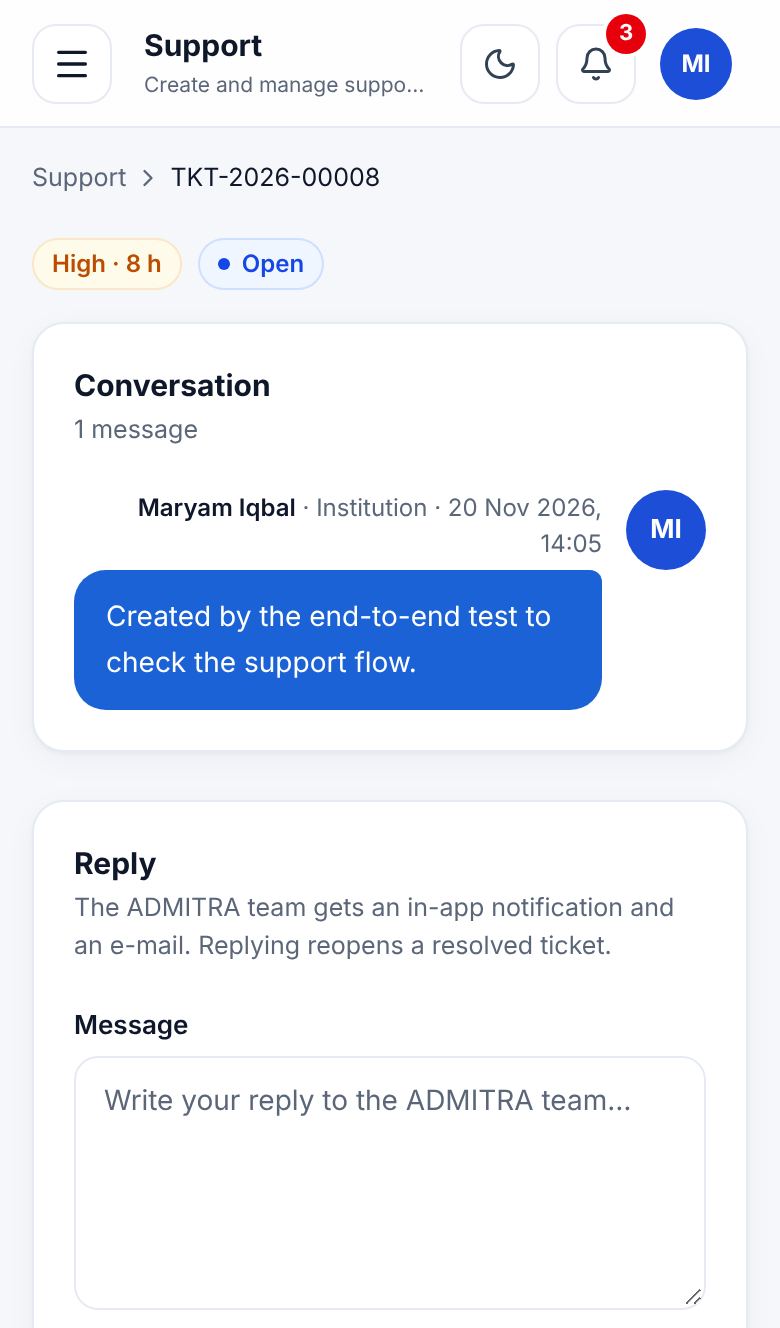 Support
Create and manage suppo...
3
MI
Support > TKT-2026-00008
High · 8 h
Open
Conversation
1 message
Maryam Iqbal · Institution · 20 Nov 2026,
14:05
MI
Created by the end-to-end test to
check the support flow.
Reply
The ADMITRA team gets an in-app notification and
an e-mail. Replying reopens a resolved ticket.
Message
Write your reply to the ADMITRA team...